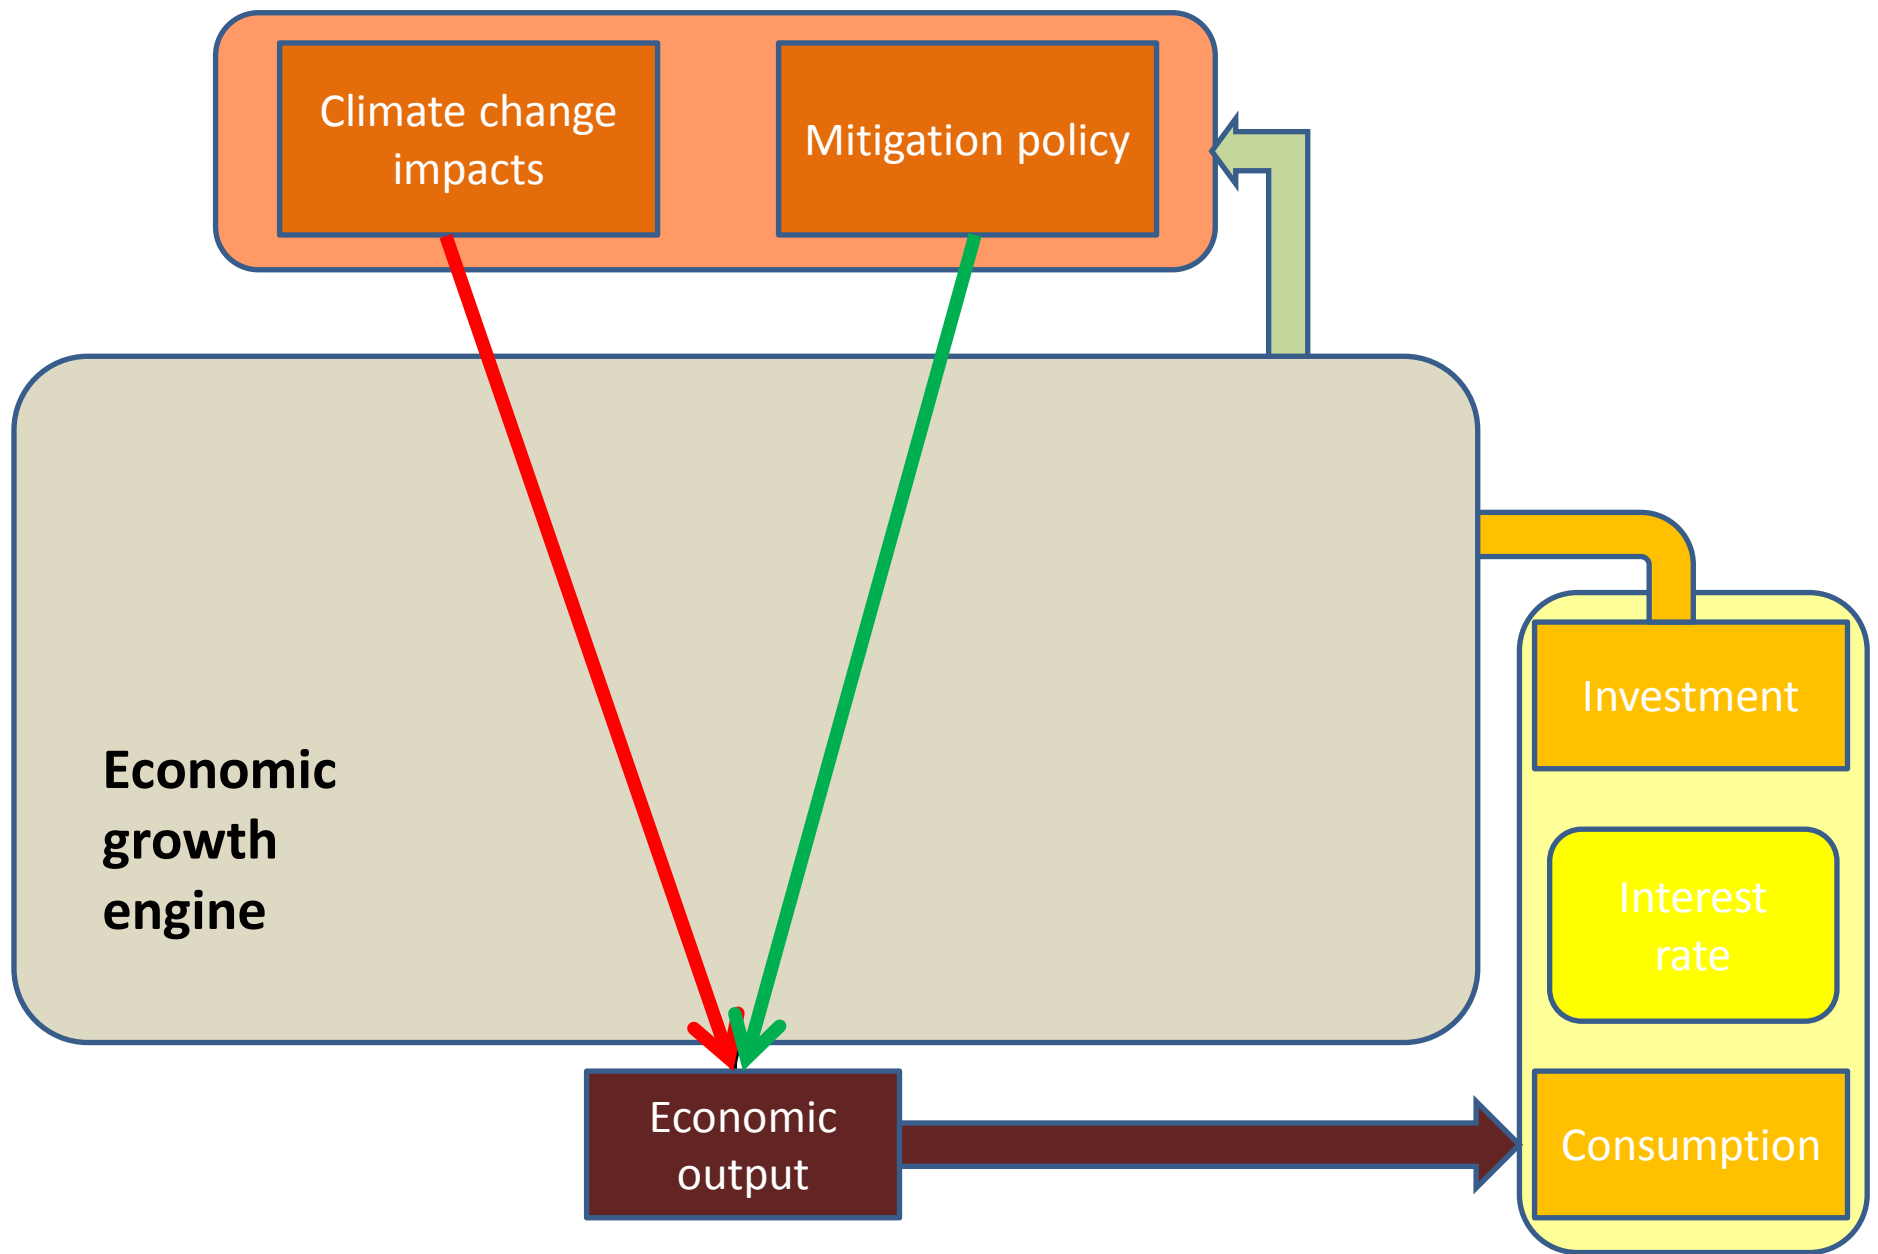 Climate change
impacts
Mitigation policy
Economic
growth
engine
Investment
Interest
rate
Economic
output
Consumption